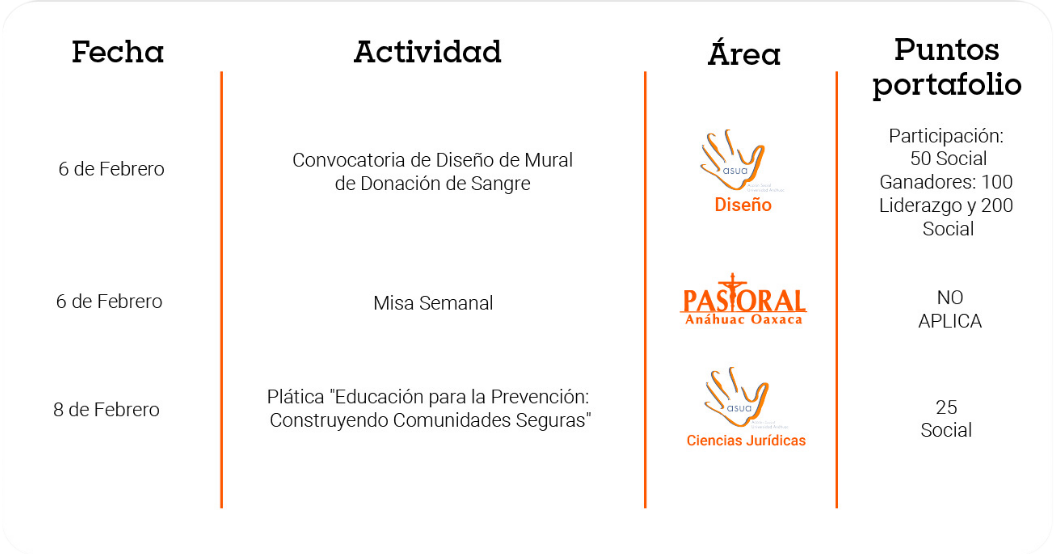 Fecha
Actividad
Área
Puntos
portafolio
6 de Febrero
Convocatoria de Diseño de Mural
de Donación de Sangre
asua
Diseño
Participación:
50 Social
Ganadores: 100
Liderazgo y 200
Social
6 de Febrero
Misa Semanal
PASTORAL
Anáhuac Oaxaca
NO
APLICA
8 de Febrero
Plática "Educación para la Prevención:
Construyendo Comunidades Seguras"
asua
Ciencias Jurídicas
25
Social